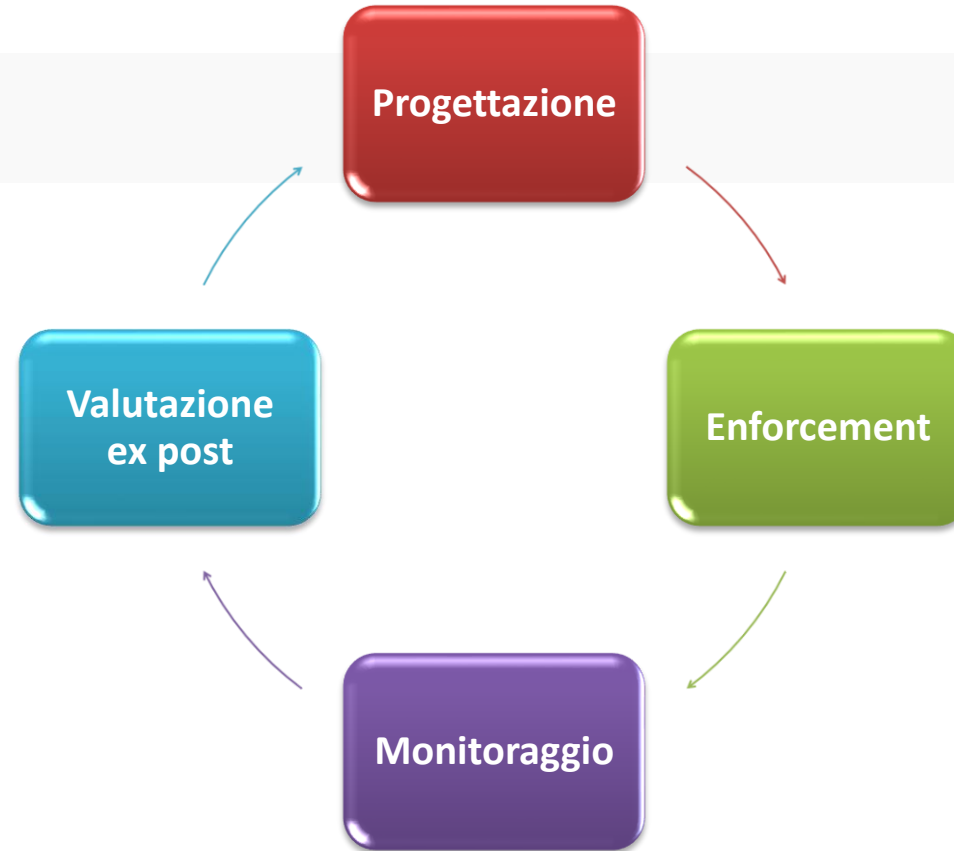 Progettazione
Enforcement
Monitoraggio
Valutazione
ex post